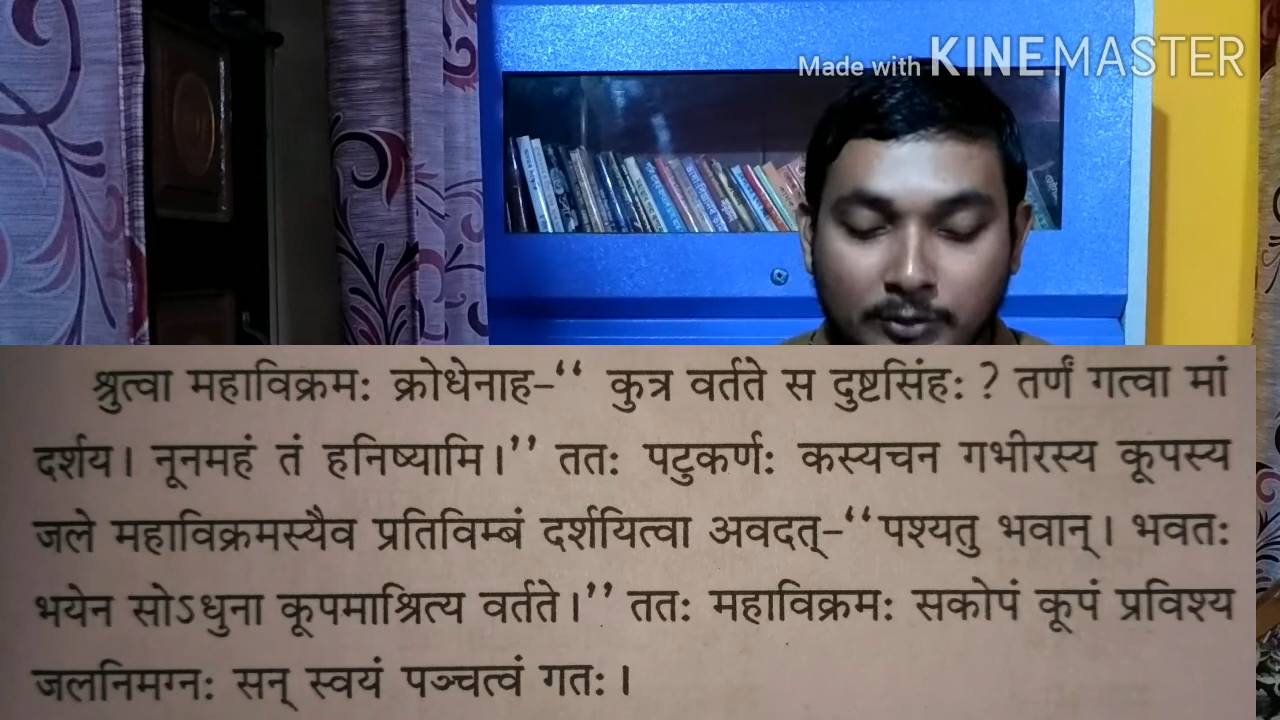 Made with KINEMASTER
श्रुत्वा महाविक्रमः क्रोधेनाह-“ कुत्र वर्तते स दुष्टसिंहः ? तर्णं गत्वा मां
दर्शय। नूनमहं तं हनिष्यामि।” ततः पटुकर्णः कस्यचन गभीरस्य कूपस्य
जले महाविक्रमस्यैव प्रतिविम्बं दर्शयित्वा अवदत्-“पश्यतु भवान्। भवतः
भयेन सोऽधुना कूपमाश्रित्य वर्तते।” ततः महाविक्रमः सकोपं कूपं प्रविश्य
जलनिमग्नः सन् स्वयं पञ्चत्वं गतः।